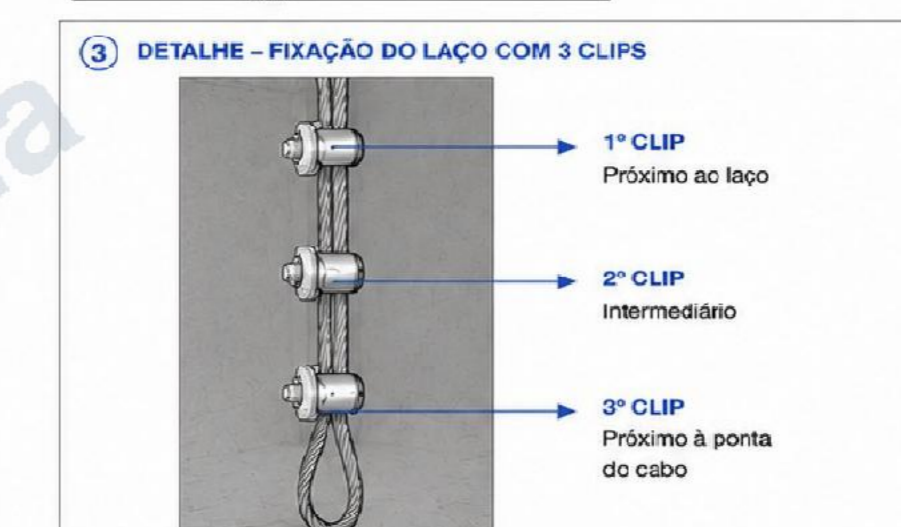 3 DETALHE – FIXAÇÃO DO LAÇO COM 3 CLIPS
1º CLIP
Próximo ao laço
2º CLIP
Intermediário
3º CLIP
Próximo à ponta
do cabo